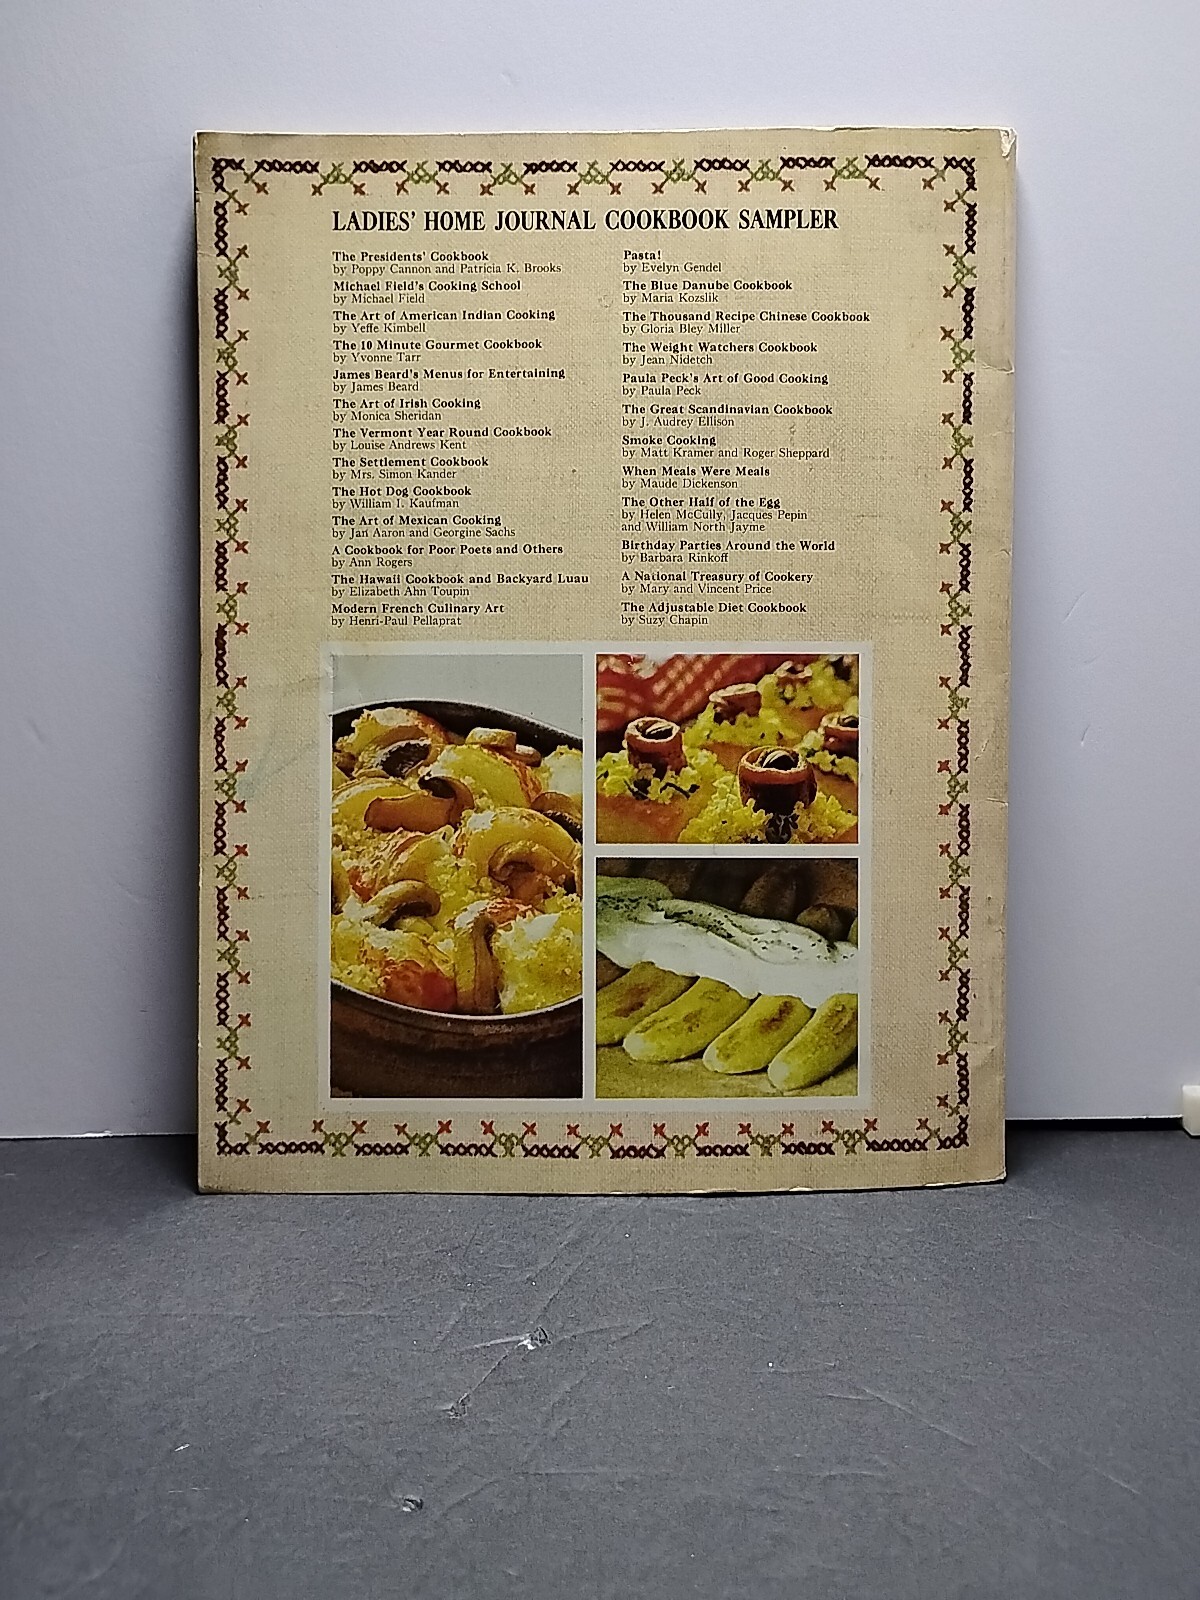 LADIES' HOME JOURNAL COOKBOOK SAMPLER
The Presidents' Cookbook
by Poppy Cannon and Patricia K. Brooks
Michael Field's Cooking School
by Michael Field
The Art of American Indian Cooking
by Yeffe Kimbell
The 10 Minute Gourmet Cookbook
by Yvonne Tarr
James Beard's Menus for Entertaining
by James Beard
The Art of Irish Cooking
by Monica Sheridan
The Vermont Year Round Cookbook
by Louise Andrews Kent
The Settlement Cookbook
by Mrs. Simon Kander
The Hot Dog Cookbook
by William I. Kaufman
The Art of Mexican Cooking
by Jan Aaron and Georgine Sachs
A Cookbook for Poor Poets and Others
by Ann Rogers
The Hawaii Cookbook and Backyard Luau
by Elizabeth Ahn Toupin
Modern French Culinary Art
by Henri-Paul Pellaprat
Pasta!
by Evelyn Gendel
The Blue Danube Cookbook
by Maria Kozslik
The Thousand Recipe Chinese Cookbook
by Gloria Bley Miller
The Weight Watchers Cookbook
by Jean Nidetch
Paula Peck's Art of Good Cooking
by Paula Peck
The Great Scandinavian Cookbook
by J. Audrey Ellison
Smoke Cooking
by Matt Kramer and Roger Sheppard
When Meals Were Meals
by Maude Dickenson
The Other Half of the Egg
by Helen McCully, Jacques Pepin
and William North Jayme
Birthday Parties Around the World
by Barbara Rinkoff
A National Treasury of Cookery
by Mary and Vincent Price
The Adjustable Diet Cookbook
by Suzy Chapin